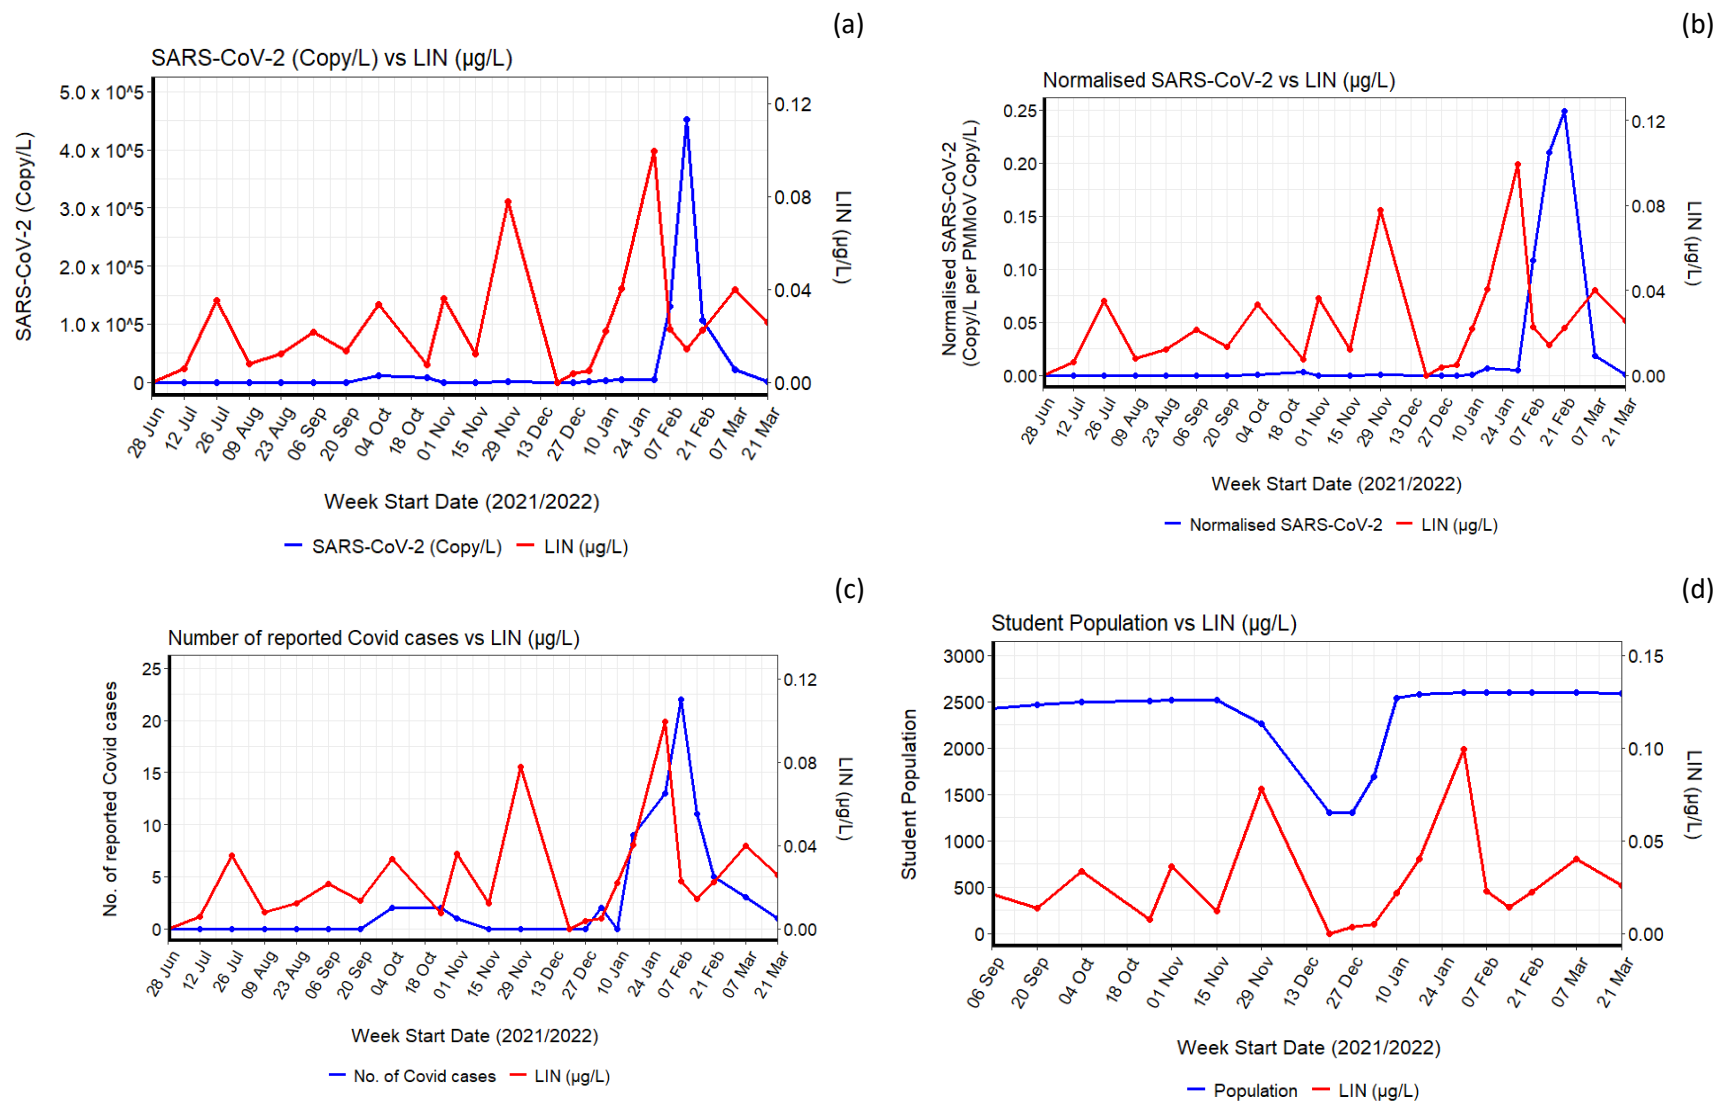 (a)
SARS-CoV-2 (Copy/L) vs LIN (µg/L)
SARS-CoV-2 (Copy/L)
5.0 x 10^5
4.0 x 10^5
3.0 x 10^5
2.0 x 10^5
1.0 x 10^5
0
0.12
0.08
0.04
0.00
LIN (µg/L)
28 Jun
12 Jul
26 Jul
09 Aug
23 Aug
06 Sep
20 Sep
04 Oct
18 Oct
01 Nov
15 Nov
29 Nov
13 Dec
27 Dec
10 Jan
24 Jan
07 Feb
21 Feb
07 Mar
21 Mar
Week Start Date (2021/2022)
SARS-CoV-2 (Copy/L) LIN (µg/L)
(b)
Normalised SARS-CoV-2 vs LIN (µg/L)
Normalised SARS-CoV-2
(Copy/L per PMMoV Copy/L)
0.25
0.20
0.15
0.10
0.05
0.00
0.12
0.08
0.04
0.00
LIN (µg/L)
28 Jun
12 Jul
26 Jul
09 Aug
23 Aug
06 Sep
20 Sep
04 Oct
18 Oct
01 Nov
15 Nov
29 Nov
13 Dec
27 Dec
10 Jan
24 Jan
07 Feb
21 Feb
07 Mar
21 Mar
Week Start Date (2021/2022)
Normalised SARS-CoV-2 LIN (µg/L)
(c)
Number of reported Covid cases vs LIN (µg/L)
No. of reported Covid cases
25
20
15
10
5
0
0.12
0.08
0.04
0.00
LIN (µg/L)
28 Jun
12 Jul
26 Jul
09 Aug
23 Aug
06 Sep
20 Sep
04 Oct
18 Oct
01 Nov
15 Nov
29 Nov
13 Dec
27 Dec
10 Jan
24 Jan
07 Feb
21 Feb
07 Mar
21 Mar
Week Start Date (2021/2022)
No. of Covid cases LIN (µg/L)
(d)
Student Population vs LIN (µg/L)
Student Population
3000
2500
2000
1500
1000
500
0
0.15
0.10
0.05
0.00
LIN (µg/L)
06 Sep
20 Sep
04 Oct
18 Oct
01 Nov
15 Nov
29 Nov
13 Dec
27 Dec
10 Jan
24 Jan
07 Feb
21 Feb
07 Mar
21 Mar
Week Start Date (2021/2022)
Population LIN (µg/L)